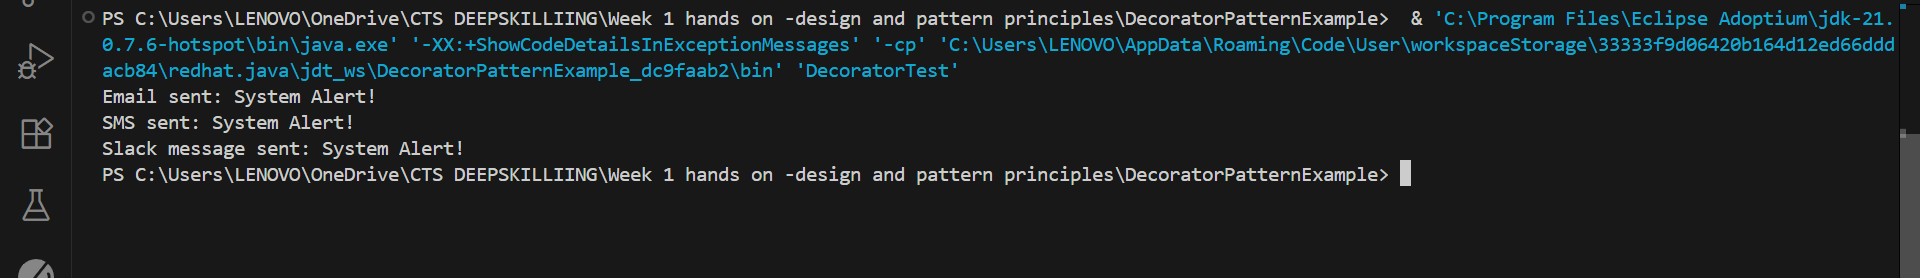 PS C:\Users\LENOVO\OneDrive\CTS DEEPSKILLIING\Week 1 hands on -design and pattern principles\DecoratorPatternExample>  & 'C:\Program Files\Eclipse Adoptium\jdk-21.
0.7.6-hotspot\bin\java.exe' '-XX:+ShowCodeDetailsInExceptionMessages' '-cp' 'C:\Users\LENOVO\AppData\Roaming\Code\User\workspaceStorage\33333f9d06420b164d12ed66ddd
acb84\redhat.java\jdt_ws\DecoratorPatternExample_dc9faab2\bin' 'DecoratorTest'
Email sent: System Alert!
SMS sent: System Alert!
Slack message sent: System Alert!
PS C:\Users\LENOVO\OneDrive\CTS DEEPSKILLIING\Week 1 hands on -design and pattern principles\DecoratorPatternExample>